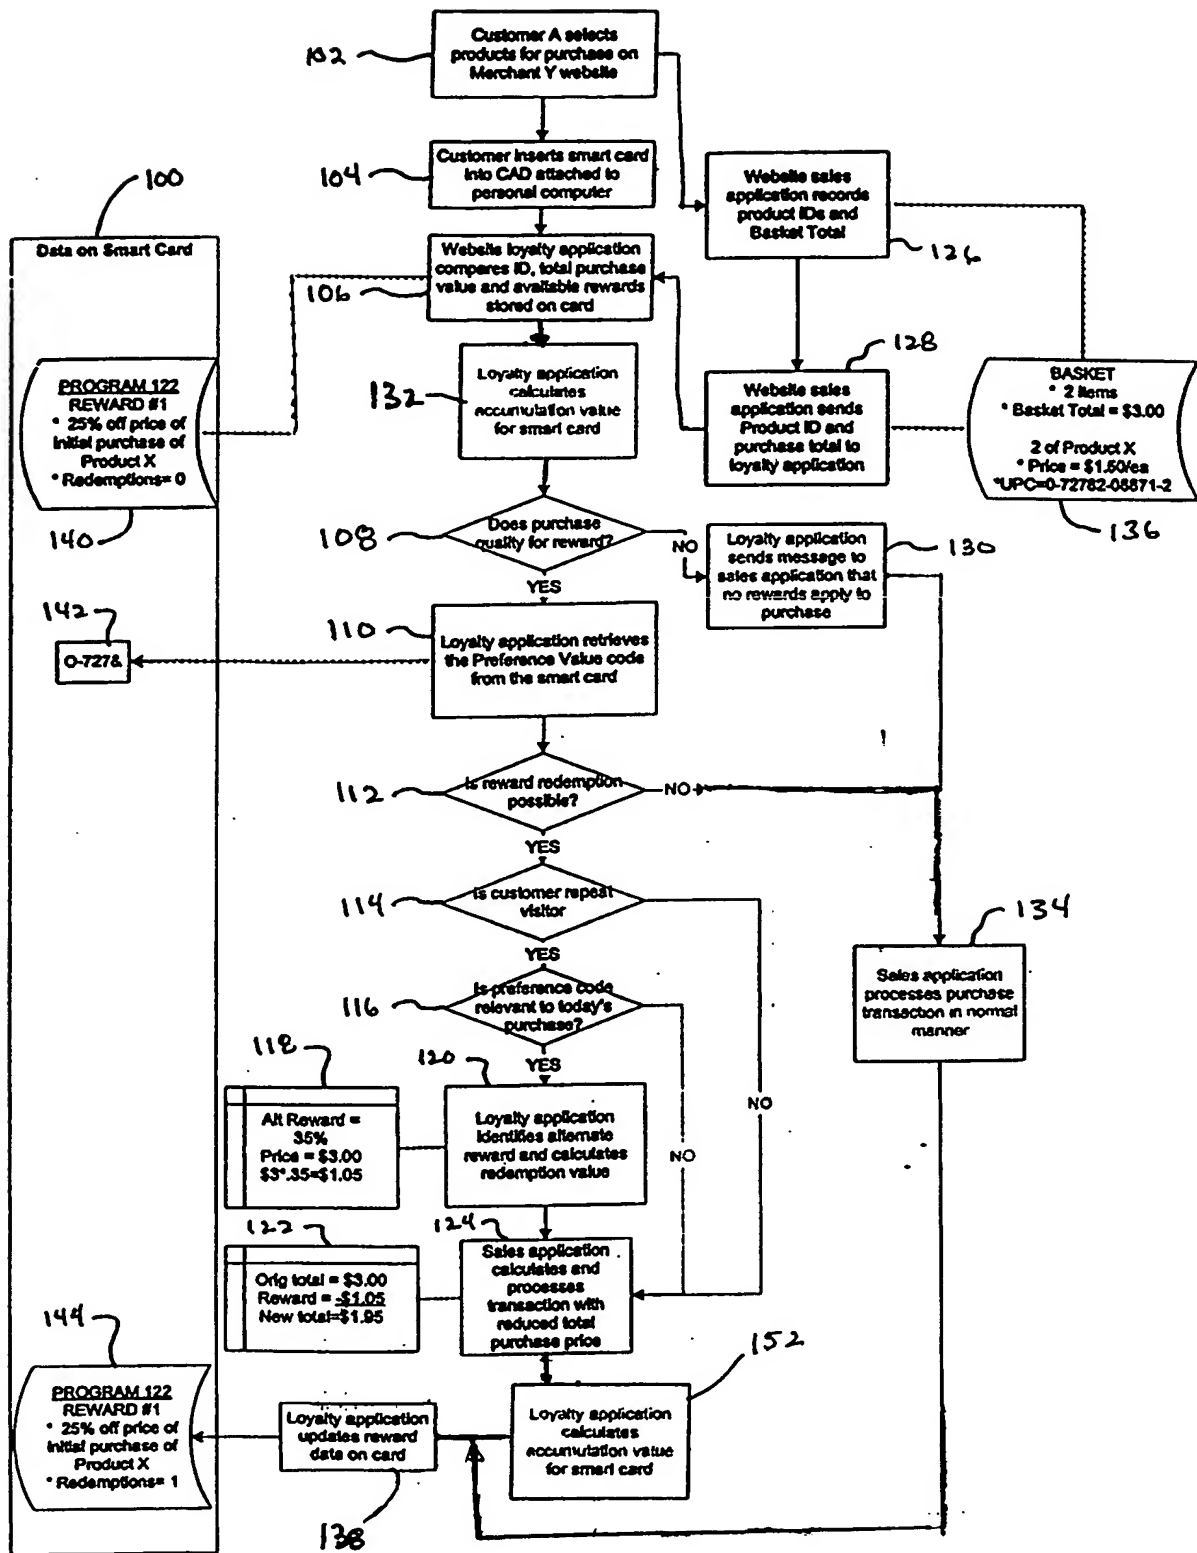 102
Customer A selects
products for purchase on
Merchant Y website
104
Customer inserts smart card
into CAD attached to
personal computer
100
Data on Smart Card
106
Website loyalty application
compares ID, total purchase
value and available rewards
stored on card
Website sales
application records
product IDs and
Basket Total
126
128
Website sales
application sends
Product ID and
purchase total to
loyalty application
BASKET
* 2 items
* Basket Total = $3.00
2 of Product X
* Price = $1.50/ea
*UPC=0-72782-05571-2
136
132
Loyalty application
calculates
accumulation value
for smart card
PROGRAM 122
REWARD #1
* 25% off price of
initial purchase of
Product X
* Redemptions= 0
140
108
Does purchase
qualify for reward?
NO
YES
Loyalty application
sends message to
sales application that
no rewards apply to
purchase
130
142
O-727&
110
Loyalty application retrieves
the Preference Value code
from the smart card
112
Is reward redemption
possible?
NO
YES
114
Is customer repeat
visitor
YES
134
Sales application
processes purchase
transaction in normal
manner
116
Is preference code
relevant to today's
purchase?
YES
NO
NO
118
Alt Reward =
35%
Price = $3.00
$3*.35=$1.05
120
Loyalty application
identifies alternate
reward and calculates
redemption value
122
Orig total = $3.00
Reward = -$1.05
New total=$1.95
124
Sales application
calculates and
processes
transaction with
reduced total
purchase price
144
PROGRAM 122
REWARD #1
* 25% off price of
initial purchase of
Product X
* Redemptions= 1
Loyalty application
updates reward
data on card
138
152
Loyalty application
calculates
accumulation value
for smart card